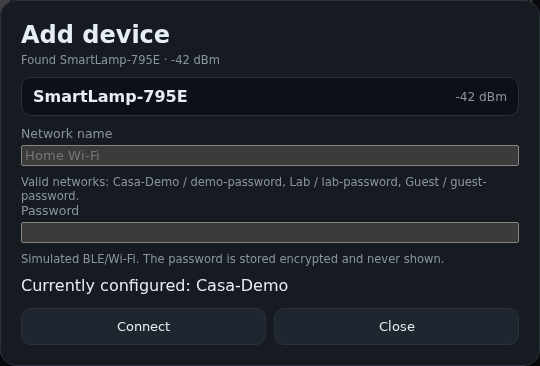 Add device
Found SmartLamp-795E · -42 dBm
SmartLamp-795E -42 dBm
Network name
Home Wi-Fi
Valid networks: Casa-Demo / demo-password, Lab / lab-password, Guest / guest-
password.
Password
Simulated BLE/Wi-Fi. The password is stored encrypted and never shown.
Currently configured: Casa-Demo
Connect Close